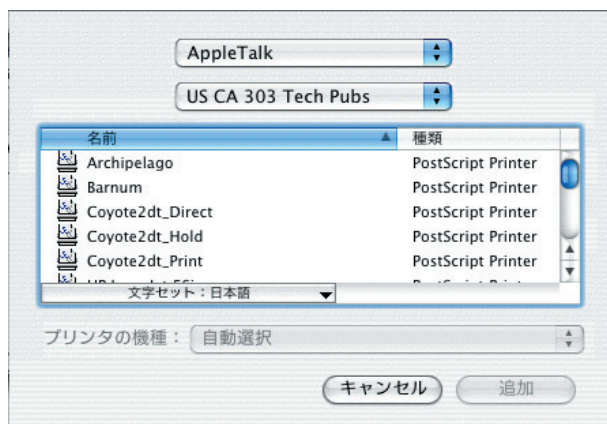 AppleTalk
US CA 303 Tech Pubs
名前 種類
Archipelago PostScript Printer
Barnum PostScript Printer
Coyote2dt_Direct PostScript Printer
Coyote2dt_Hold PostScript Printer
Coyote2dt_Print PostScript Printer
文字セット：日本語
プリンタの機種： 自動選択
キャンセル 追加